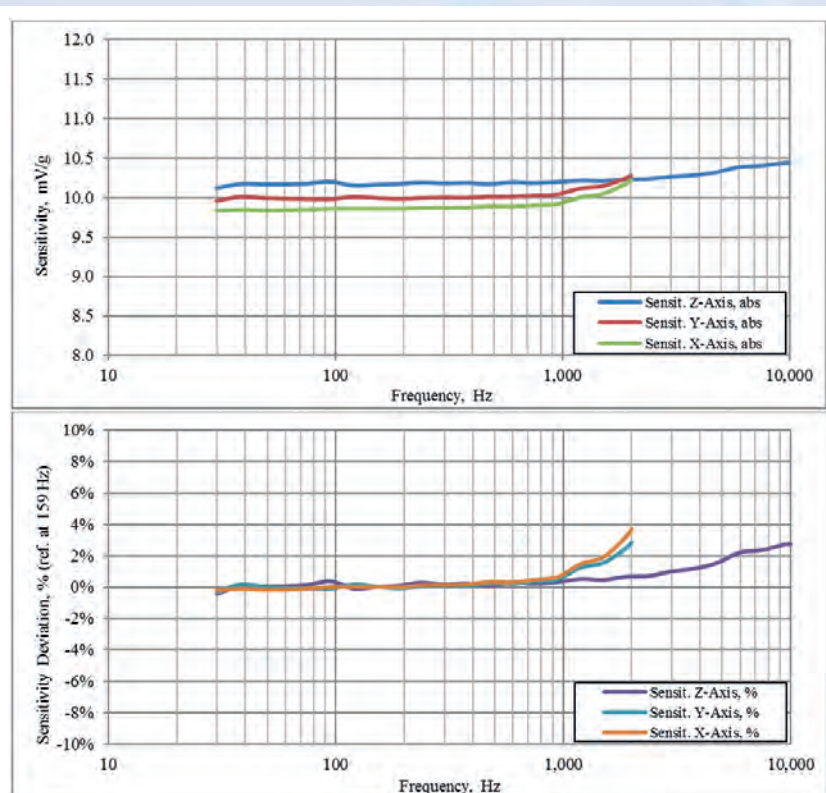 12.0
11.5
11.0
10.5
10.0
9.5
9.0
8.5
8.0
Sensitivity, mV/g
10
100
1,000
10,000
Frequency, Hz
Sensit. Z-Axis, abs
Sensit. Y-Axis, abs
Sensit. X-Axis, abs
10%
8%
6%
4%
2%
0%
-2%
-4%
-6%
-8%
-10%
Sensitivity Deviation, % (ref. at 159 Hz)
10
100
1,000
10,000
Frequency, Hz
Sensit. Z-Axis, %
Sensit. Y-Axis, %
Sensit. X-Axis, %